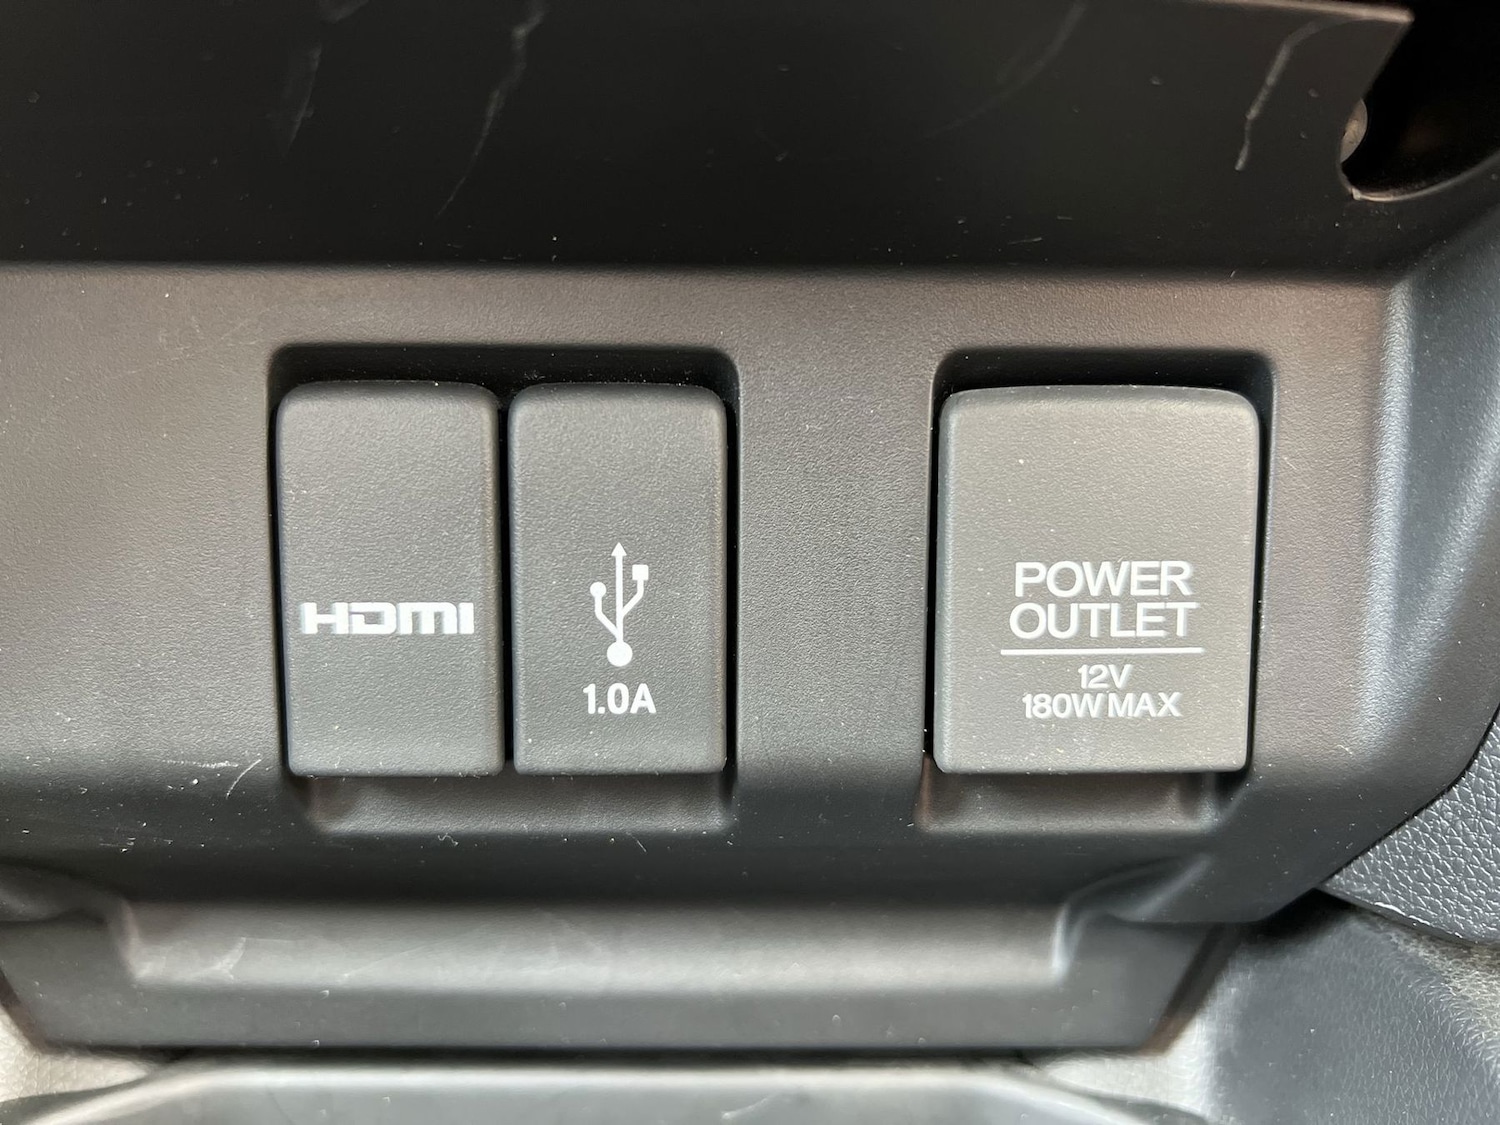 HDMI
1.0A
POWER
OUTLET
12V
180W MAX